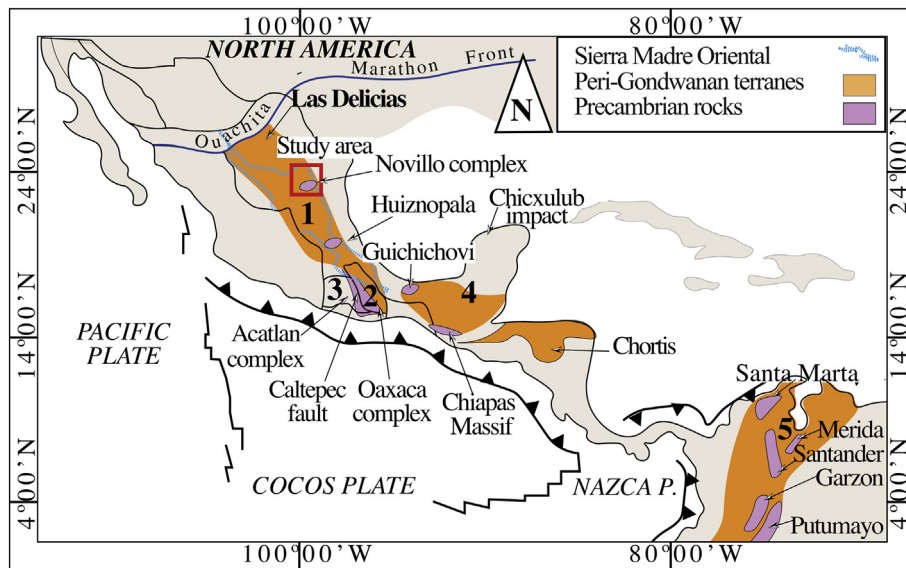 100°00'W
80°00'W
NORTH AMERICA
Marathon Front
Ouachita
Las Delicias
Study area
Novillo complex
Huiznopala
Guichichovi
Chicxulub
impact
Sierra Madre Oriental
Peri-Gondwanan terranes
Precambrian rocks
N
24°00'N
14°00'N
4°00'N
24°00'N
14°00'N
4°00'N
1
2
3
4
5
PACIFIC
PLATE
Acatlan
complex
Caltepec
fault
Oaxaca
complex
Chiapas
Massif
Chortis
Santa Marta
Merida
Santander
Garzon
Putumayo
COCOS PLATE
NAZCA P.
100°00'W
80°00'W